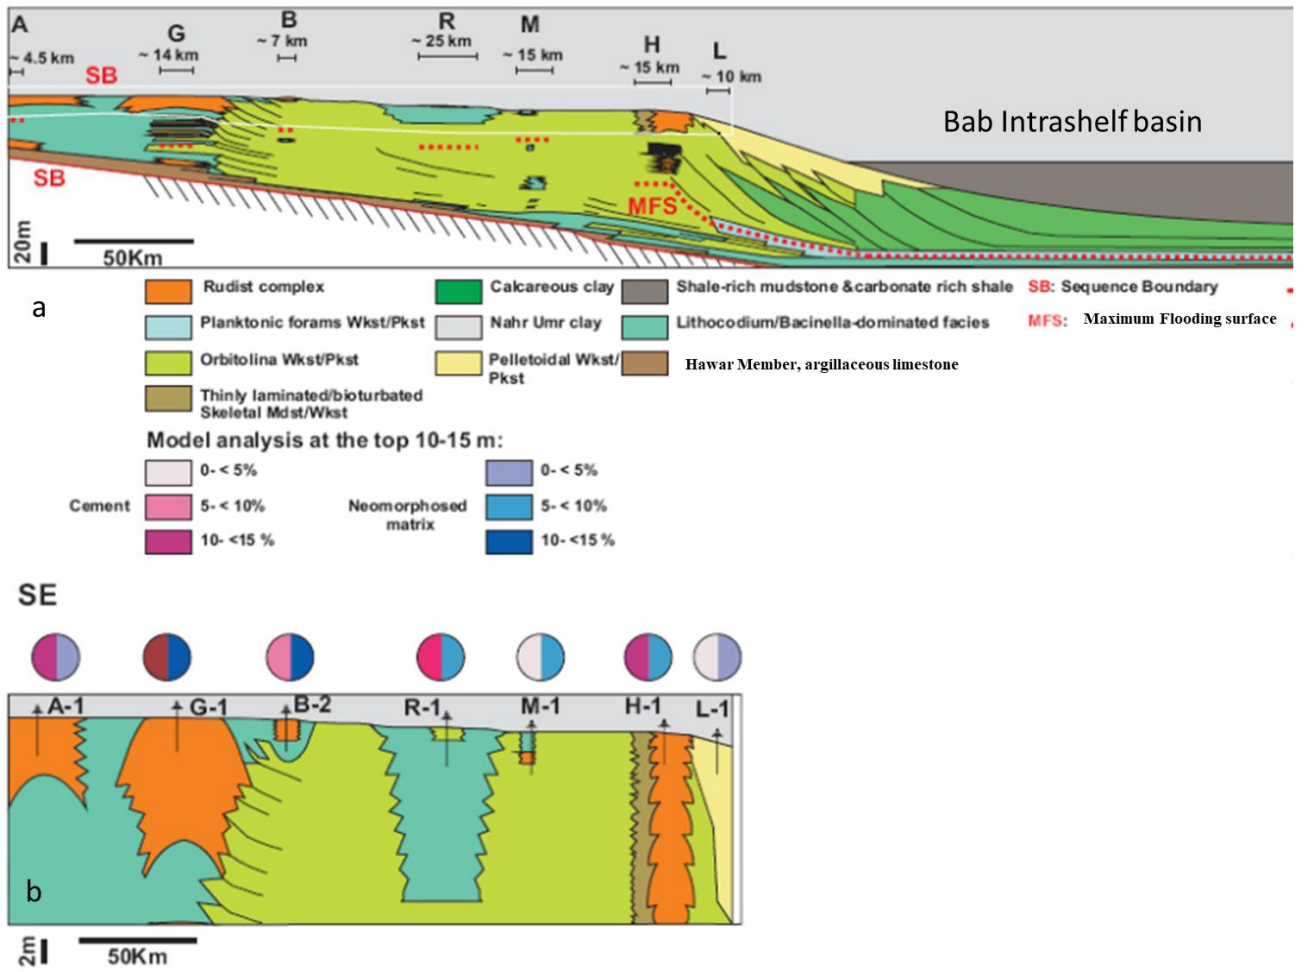 A
G
B
R
M
H
L
~ 4.5 km
~ 14 km
~ 7 km
~ 25 km
~ 15 km
~ 15 km
~ 10 km
SB
Bab Intrashelf basin
SB
MFS
20m
50Km
a
Rudist complex
Calcareous clay
Shale-rich mudstone &carbonate rich shale
SB: Sequence Boundary
Planktonic forams Wkst/Pkst
Nahr Umr clay
Lithocodium/Bacinella-dominated facies
MFS: Maximum Flooding surface
Orbitolina Wkst/Pkst
Pelletoidal Wkst/
Pkst
Hawar Member, argillaceous limestone
Thinly laminated/bioturbated
Skeletal Mdst/Wkst
Model analysis at the top 10-15 m:
0- < 5%
0- < 5%
Cement
5- < 10%
Neomorphosed
matrix
5- < 10%
10- <15 %
10- <15 %
SE
A-1
G-1
B-2
R-1
M-1
H-1
L-1
b
2m
50Km